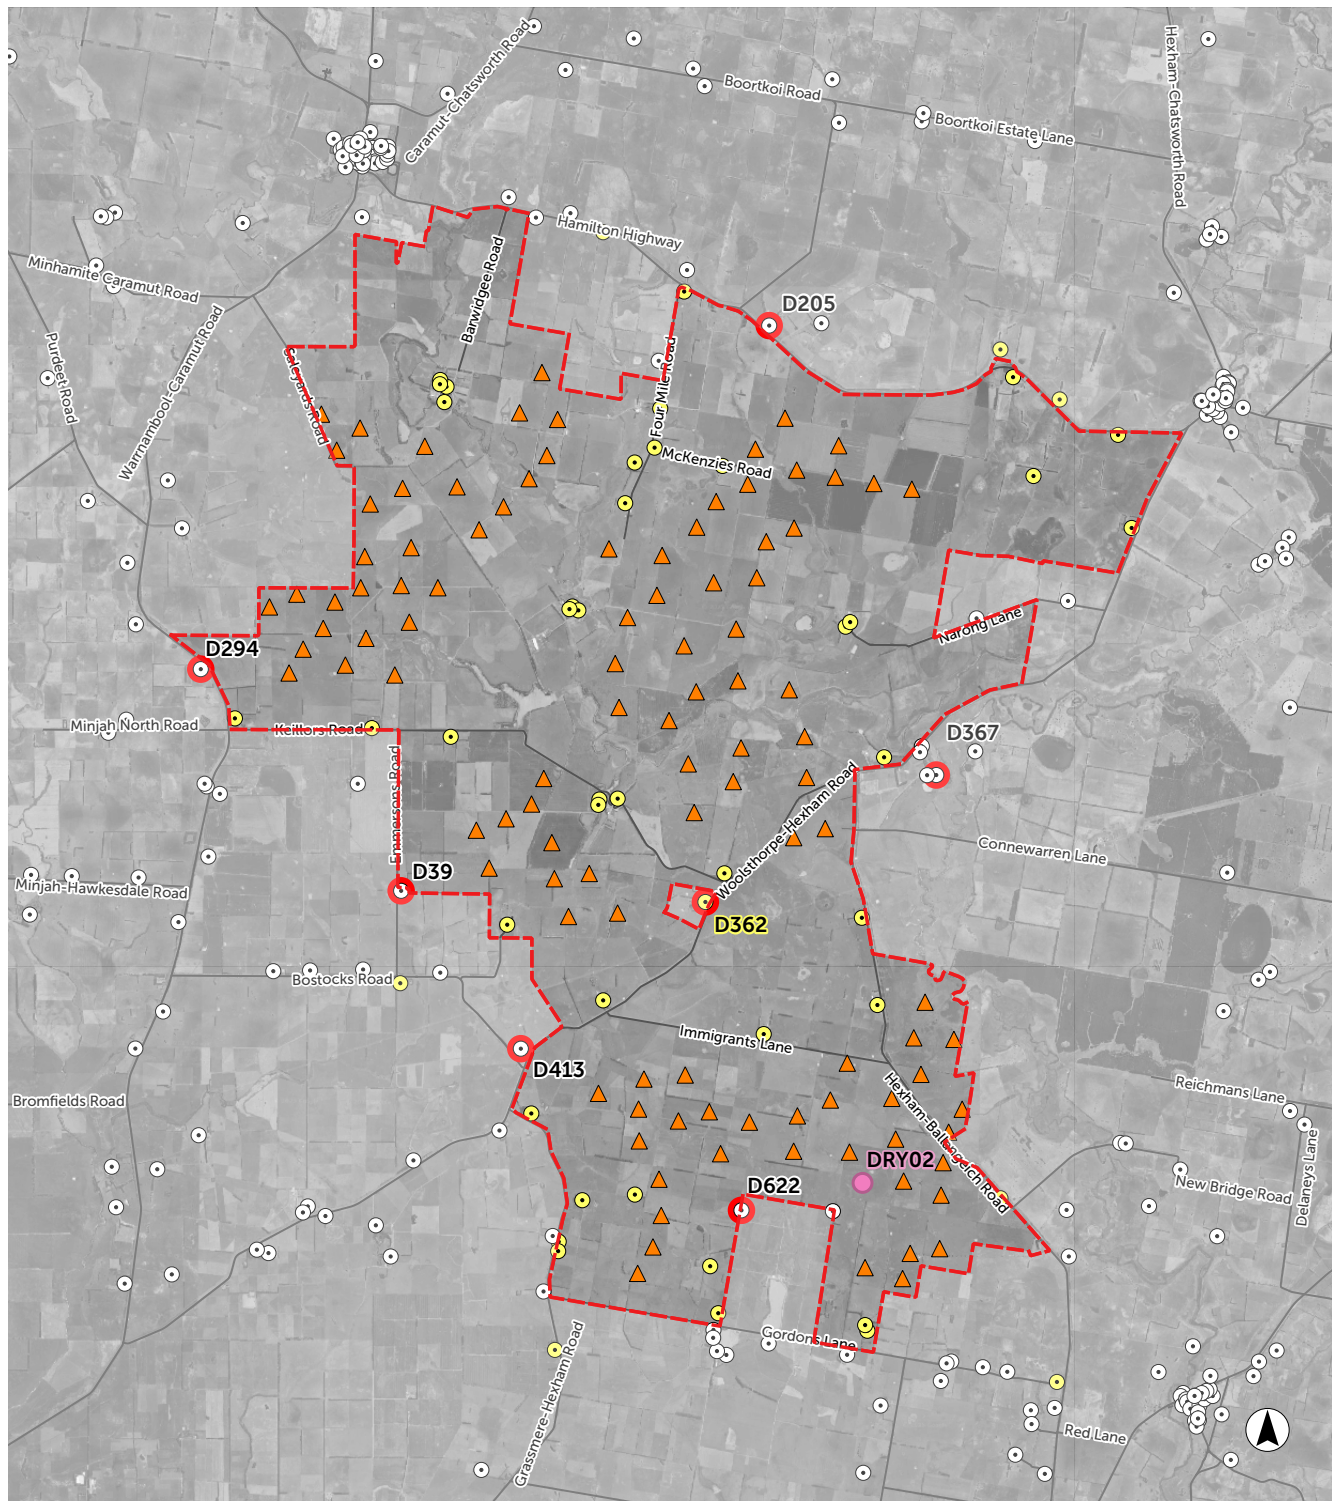 Caramut-Chatsworth Road
Hexham-Chatsworth Road
Boortkoi Road
Boortkoi Estate Lane
Hamilton Highway
Minhamite Caramut Road
Barwidgee Road
D205
Purdeet Road
Warrnambool-Caramut Road
Saleyards Road
Four Mile Road
McKenzies Road
Narong Lane
D294
Minjah North Road
Keillors Road
D367
Emmersons Road
Woolsthorpe-Hexham Road
Connewarren Lane
Minjah-Hawkesdale Road
D39
D362
Bostocks Road
Immigrants Lane
D413
Hexham-Ballangeich Road
Reichmans Lane
Bromfields Road
Delaneys Lane
DRY02
D622
New Bridge Road
Gordons Lane
Grassmere-Hexham Road
Red Lane